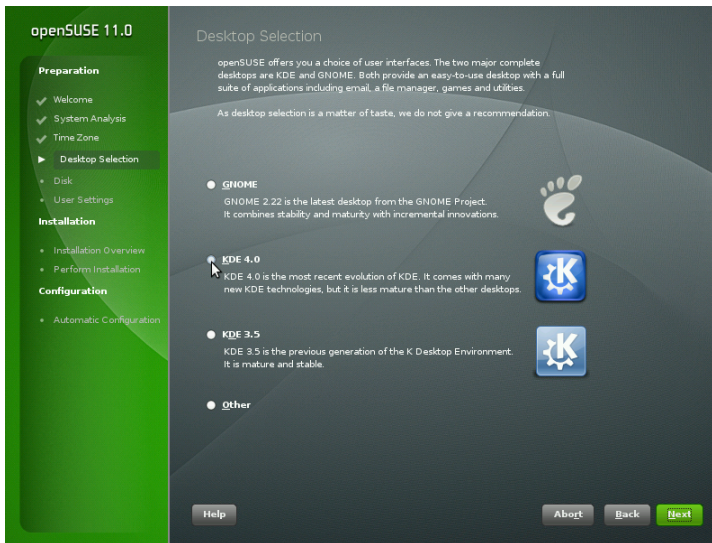 openSUSE 11.0
Preparation
Welcome
System Analysis
Time Zone
Desktop Selection
Disk
User Settings
Installation
Installation Overview
Perform Installation
Configuration
Automatic Configuration
Desktop Selection
openSUSE offers you a choice of user interfaces. The two major complete
desktops are KDE and GNOME. Both provide an easy-to-use desktop with a full
suite of applications including email, a file manager, games and utilities.
As desktop selection is a matter of taste, we do not give a recommendation.
GNOME
GNOME 2.22 is the latest desktop from the GNOME Project.
It combines stability and maturity with incremental innovations.
KDE 4.0
KDE 4.0 is the most recent evolution of KDE. It comes with many
new KDE technologies, but it is less mature than the other desktops.
KDE 3.5
KDE 3.5 is the previous generation of the K Desktop Environment.
It is mature and stable.
Other
Help
Abort
Back
Next